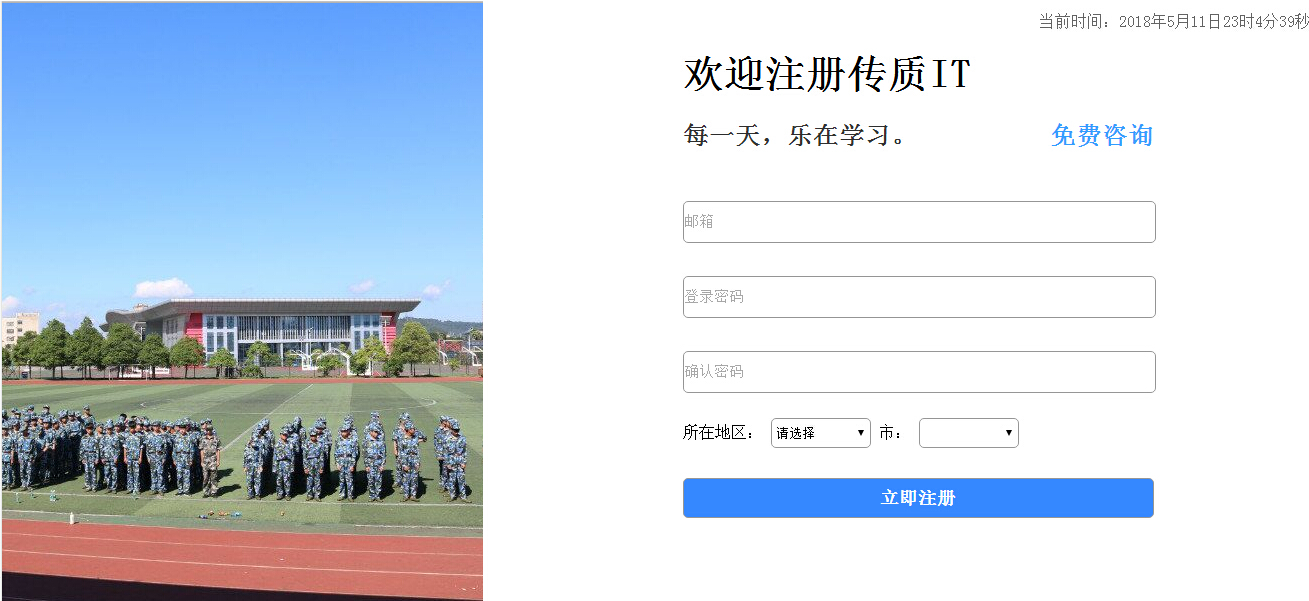 当前时间：2018年5月11日23时4分39秒
欢迎注册传质IT
每一天，乐在学习。 免费咨询
邮箱
登录密码
确认密码
所在地区： 请选择 市：
立即注册